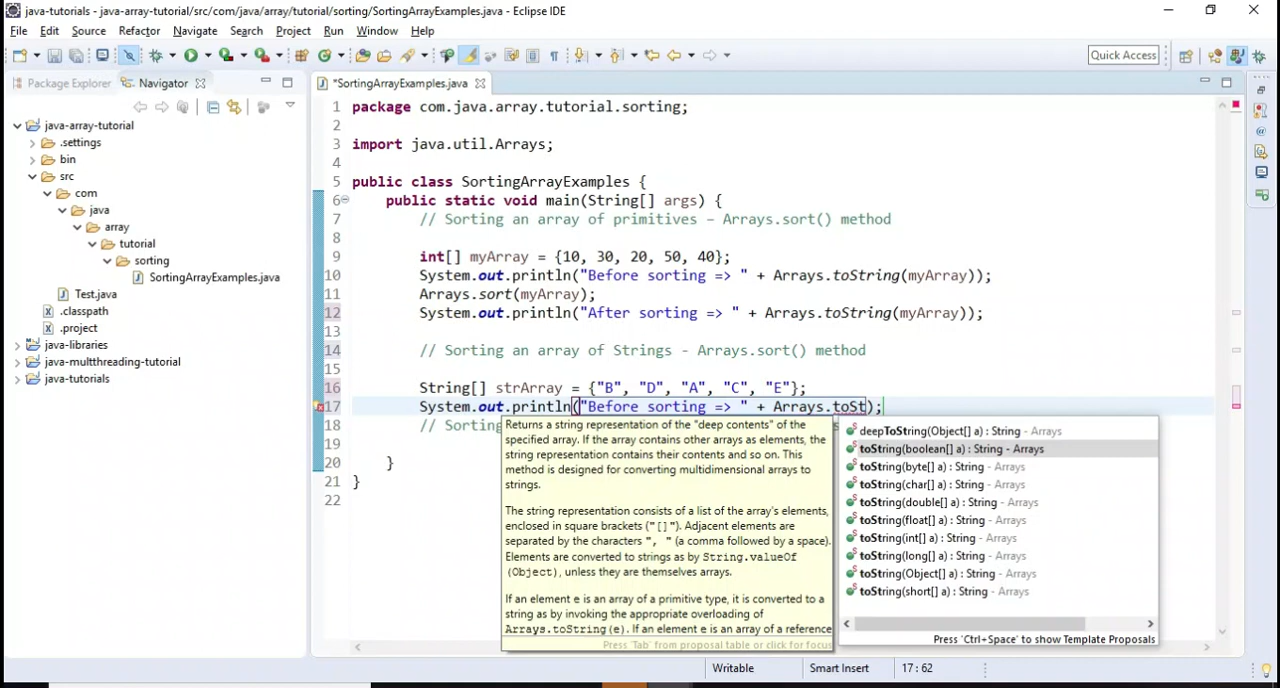 java-tutorials - java-array-tutorial/src/com/java/array/tutorial/sorting/SortingArrayExamples.java - Eclipse IDE
File Edit Source Refactor Navigate Search Project Run Window Help
Quick Access
Package Explorer Navigator
*SortingArrayExamples.java
java-array-tutorial
.settings
bin
src
com
java
array
tutorial
sorting
SortingArrayExamples.java
Test.java
.classpath
.project
java-tutorials
java-multthreading-tutorial
java-tutorials
1 package com.java.array.tutorial.sorting;
2
3 import java.util.Arrays;
4
5 public class SortingArrayExamples {
6 public static void main(String[] args) {
7 // Sorting an array of primitives – Arrays.sort() method
8
9 int[] myArray = {10, 30, 20, 50, 40};
10 System.out.println("Before sorting => " + Arrays.toString(myArray));
11 Arrays.sort(myArray);
12 System.out.println("After sorting => " + Arrays.toString(myArray));
13
14 // Sorting an array of Strings - Arrays.sort() method
15
16 String[] strArray = {"B", "D", "A", "C", "E"};
17 System.out.println("Before sorting => " + Arrays.toSt);
18 // Sorting
19
20 }
21 }
22
Returns a string representation of the "deep contents" of the
specified array. If the array contains other arrays as elements, the
string representation contains their contents and so on. This
method is designed for converting multidimensional arrays to
strings.
The string representation consists of a list of the array's elements,
enclosed in square brackets ("[]"). Adjacent elements are
separated by the characters ", " (a comma followed by a space).
Elements are converted to strings as by String.valueOf
(Object), unless they are themselves arrays.
If an element e is an array of a primitive type, it is converted to a
string as by invoking the appropriate overloading of
Arrays.toString(e). If an element e is an array of a reference
Press 'Tab' from proposal table or click for focus
deepToString(Object[] a) : String - Arrays
toString(boolean[] a) : String - Arrays
toString(byte[] a) : String - Arrays
toString(char[] a) : String - Arrays
toString(double[] a) : String - Arrays
toString(float[] a) : String - Arrays
toString(int[] a) : String - Arrays
toString(long[] a) : String - Arrays
toString(Object[] a) : String - Arrays
toString(short[] a) : String - Arrays
Press 'Ctrl+Space' to show Template Proposals
Writable Smart Insert 17 : 62